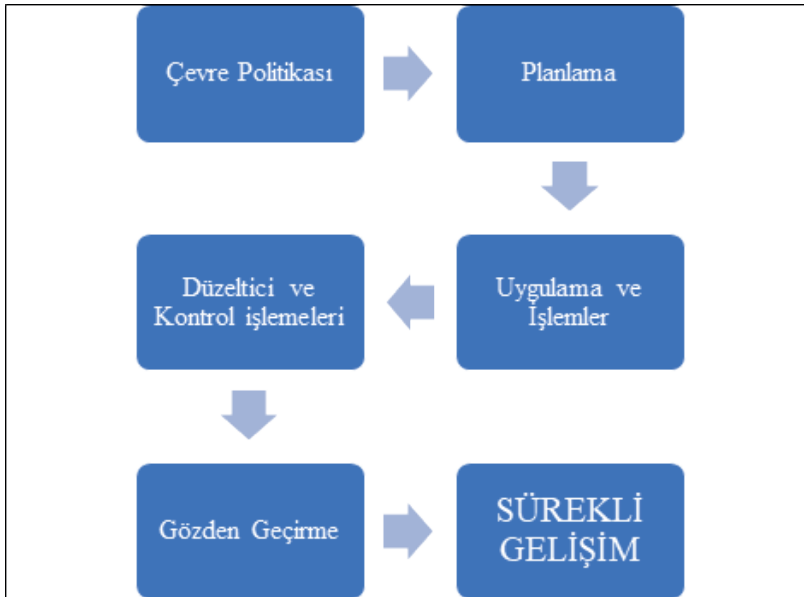 Çevre Politikası
Planlama
Uygulama ve
İşlemler
Düzeltici ve
Kontrol işlemeleri
Gözden Geçirme
SÜREKLİ
GELİŞİM